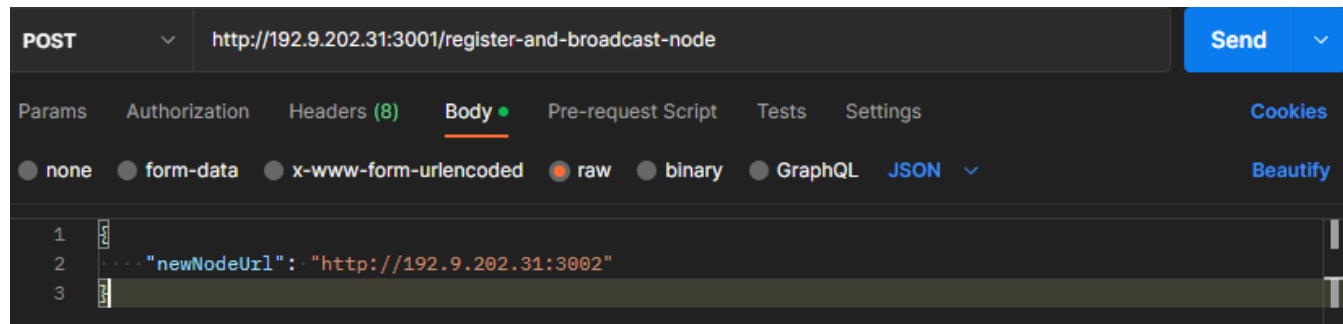 POST http://192.9.202.31:3001/register-and-broadcast-node Send
Params Authorization Headers (8) Body Pre-request Script Tests Settings Cookies
none form-data x-www-form-urlencoded raw binary GraphQL JSON Beautify
1 {
2 "newNodeUrl": "http://192.9.202.31:3002"
3 }